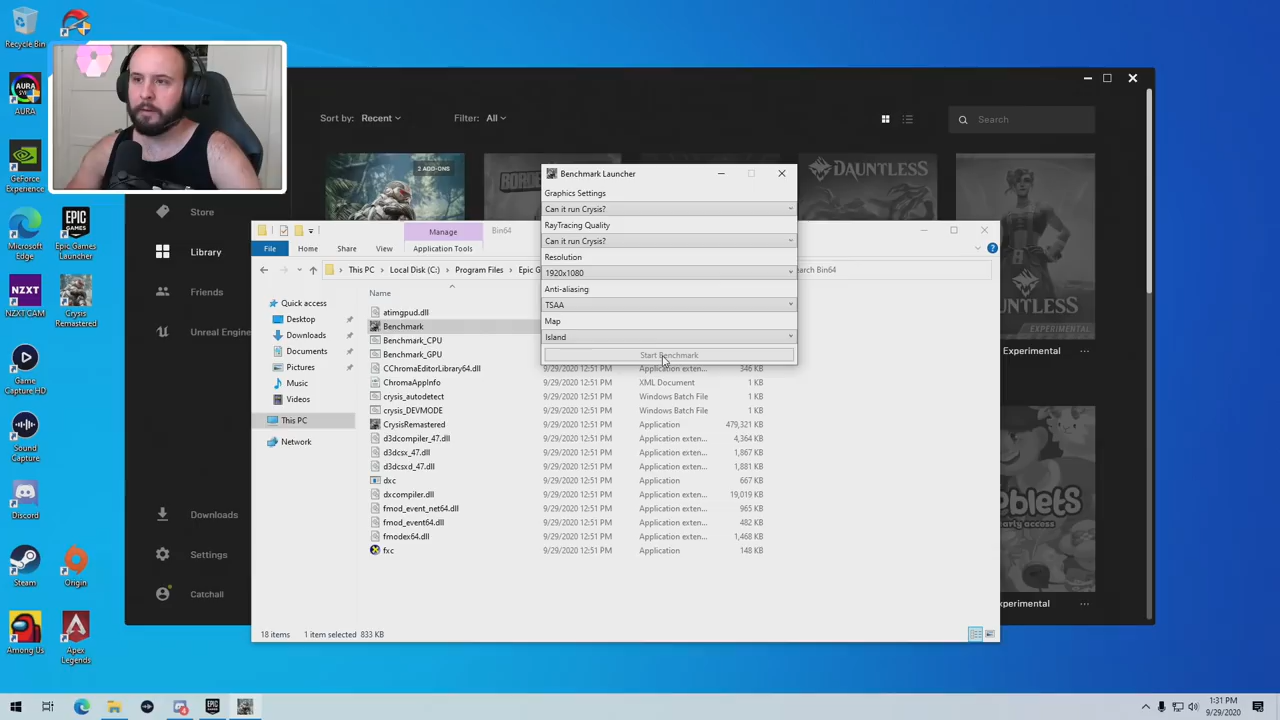 Recycle Bin
AURA
GeForce
Experience
Microsoft
Edge
Epic Games
Launcher
NZXT CAM
Crysis
Remastered
Game
Capture HD
Sound
Capture
Discord
Steam
Origin
Among Us
Apex
Legends
Sort by: Recent
Filter: All
Search
Store
Library
Friends
Unreal Engine
Downloads
Settings
Catchall
2 ADD-ONS
DAUNTLESS
DAUNTLESS
EXPERIMENTAL
Experimental
early access
xperimental
Benchmark Launcher
Graphics Settings
Can it run Crysis?
RayTracing Quality
Can it run Crysis?
Resolution
1920x1080
Anti-aliasing
TSAA
Map
Island
Start Benchmark
Manage
Bin64
File
Home
Share
View
Application Tools
This PC
Local Disk (C:)
Program Files
Epic G
arch Bin64
Quick access
Desktop
Downloads
Documents
Pictures
Music
Videos
This PC
Network
Name
atimgpud.dll
Benchmark
Benchmark_CPU
Benchmark_GPU
CChromaEditorLibrary64.dll 9/29/2020 12:51 PM Application exten... 346 KB
ChromaAppInfo 9/29/2020 12:51 PM XML Document 1 KB
crysis_autodetect 9/29/2020 12:51 PM Windows Batch File 1 KB
crysis_DEVMODE 9/29/2020 12:51 PM Windows Batch File 1 KB
CrysisRemastered 9/29/2020 12:51 PM Application 479,321 KB
d3dcompiler_47.dll 9/29/2020 12:51 PM Application exten... 4,364 KB
d3dcsx_47.dll 9/29/2020 12:51 PM Application exten... 1,867 KB
d3dcsxd_47.dll 9/29/2020 12:51 PM Application exten... 1,881 KB
dxc 9/29/2020 12:51 PM Application 667 KB
dxcompiler.dll 9/29/2020 12:51 PM Application exten... 19,019 KB
fmod_event_net64.dll 9/29/2020 12:51 PM Application exten... 965 KB
fmod_event64.dll 9/29/2020 12:51 PM Application exten... 482 KB
fmodex64.dll 9/29/2020 12:51 PM Application exten... 1,468 KB
fxc 9/29/2020 12:51 PM Application 148 KB
18 items
1 item selected 833 KB
1:31 PM
9/29/2020